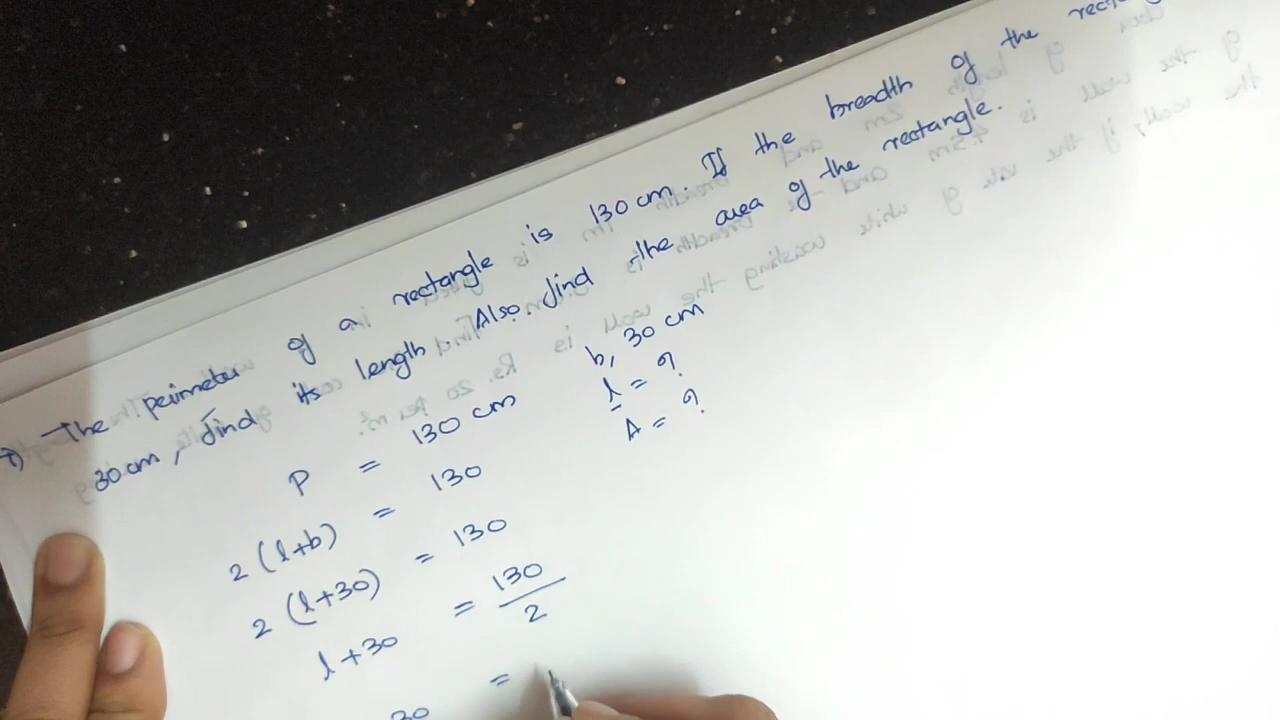 7) The perimeter of a rectangle is 130 cm. If the breadth of the
30 cm, find its length. Also find the area of the rectangle.
P = 130 cm
b, 30 cm
l = ?
A = ?
2 (l+b) = 130
2 (l+30) = 130
l +30 = 130/2
30 =